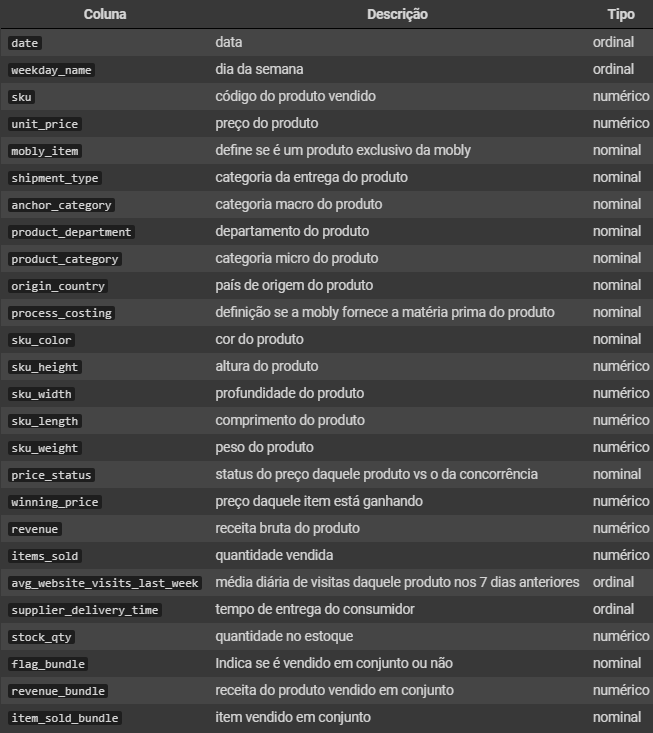 Coluna Descrição Tipo
date data ordinal
weekday_name dia da semana ordinal
sku código do produto vendido numérico
unit_price preço do produto numérico
mobly_item define se é um produto exclusivo da mobly nominal
shipment_type categoria da entrega do produto nominal
anchor_category categoria macro do produto nominal
product_department departamento do produto nominal
product_category categoria micro do produto nominal
origin_country país de origem do produto nominal
process_costing definição se a mobly fornece a matéria prima do produto nominal
sku_color cor do produto nominal
sku_height altura do produto numérico
sku_width profundidade do produto numérico
sku_length comprimento do produto numérico
sku_weight peso do produto numérico
price_status status do preço daquele produto vs o da concorrência nominal
winning_price preço daquele item está ganhando numérico
revenue receita bruta do produto numérico
items_sold quantidade vendida numérico
avg_website_visits_last_week média diária de visitas daquele produto nos 7 dias anteriores ordinal
supplier_delivery_time tempo de entrega do consumidor ordinal
stock_qty quantidade no estoque numérico
flag_bundle Indica se é vendido em conjunto ou não nominal
revenue_bundle receita do produto vendido em conjunto numérico
item_sold_bundle item vendido em conjunto nominal